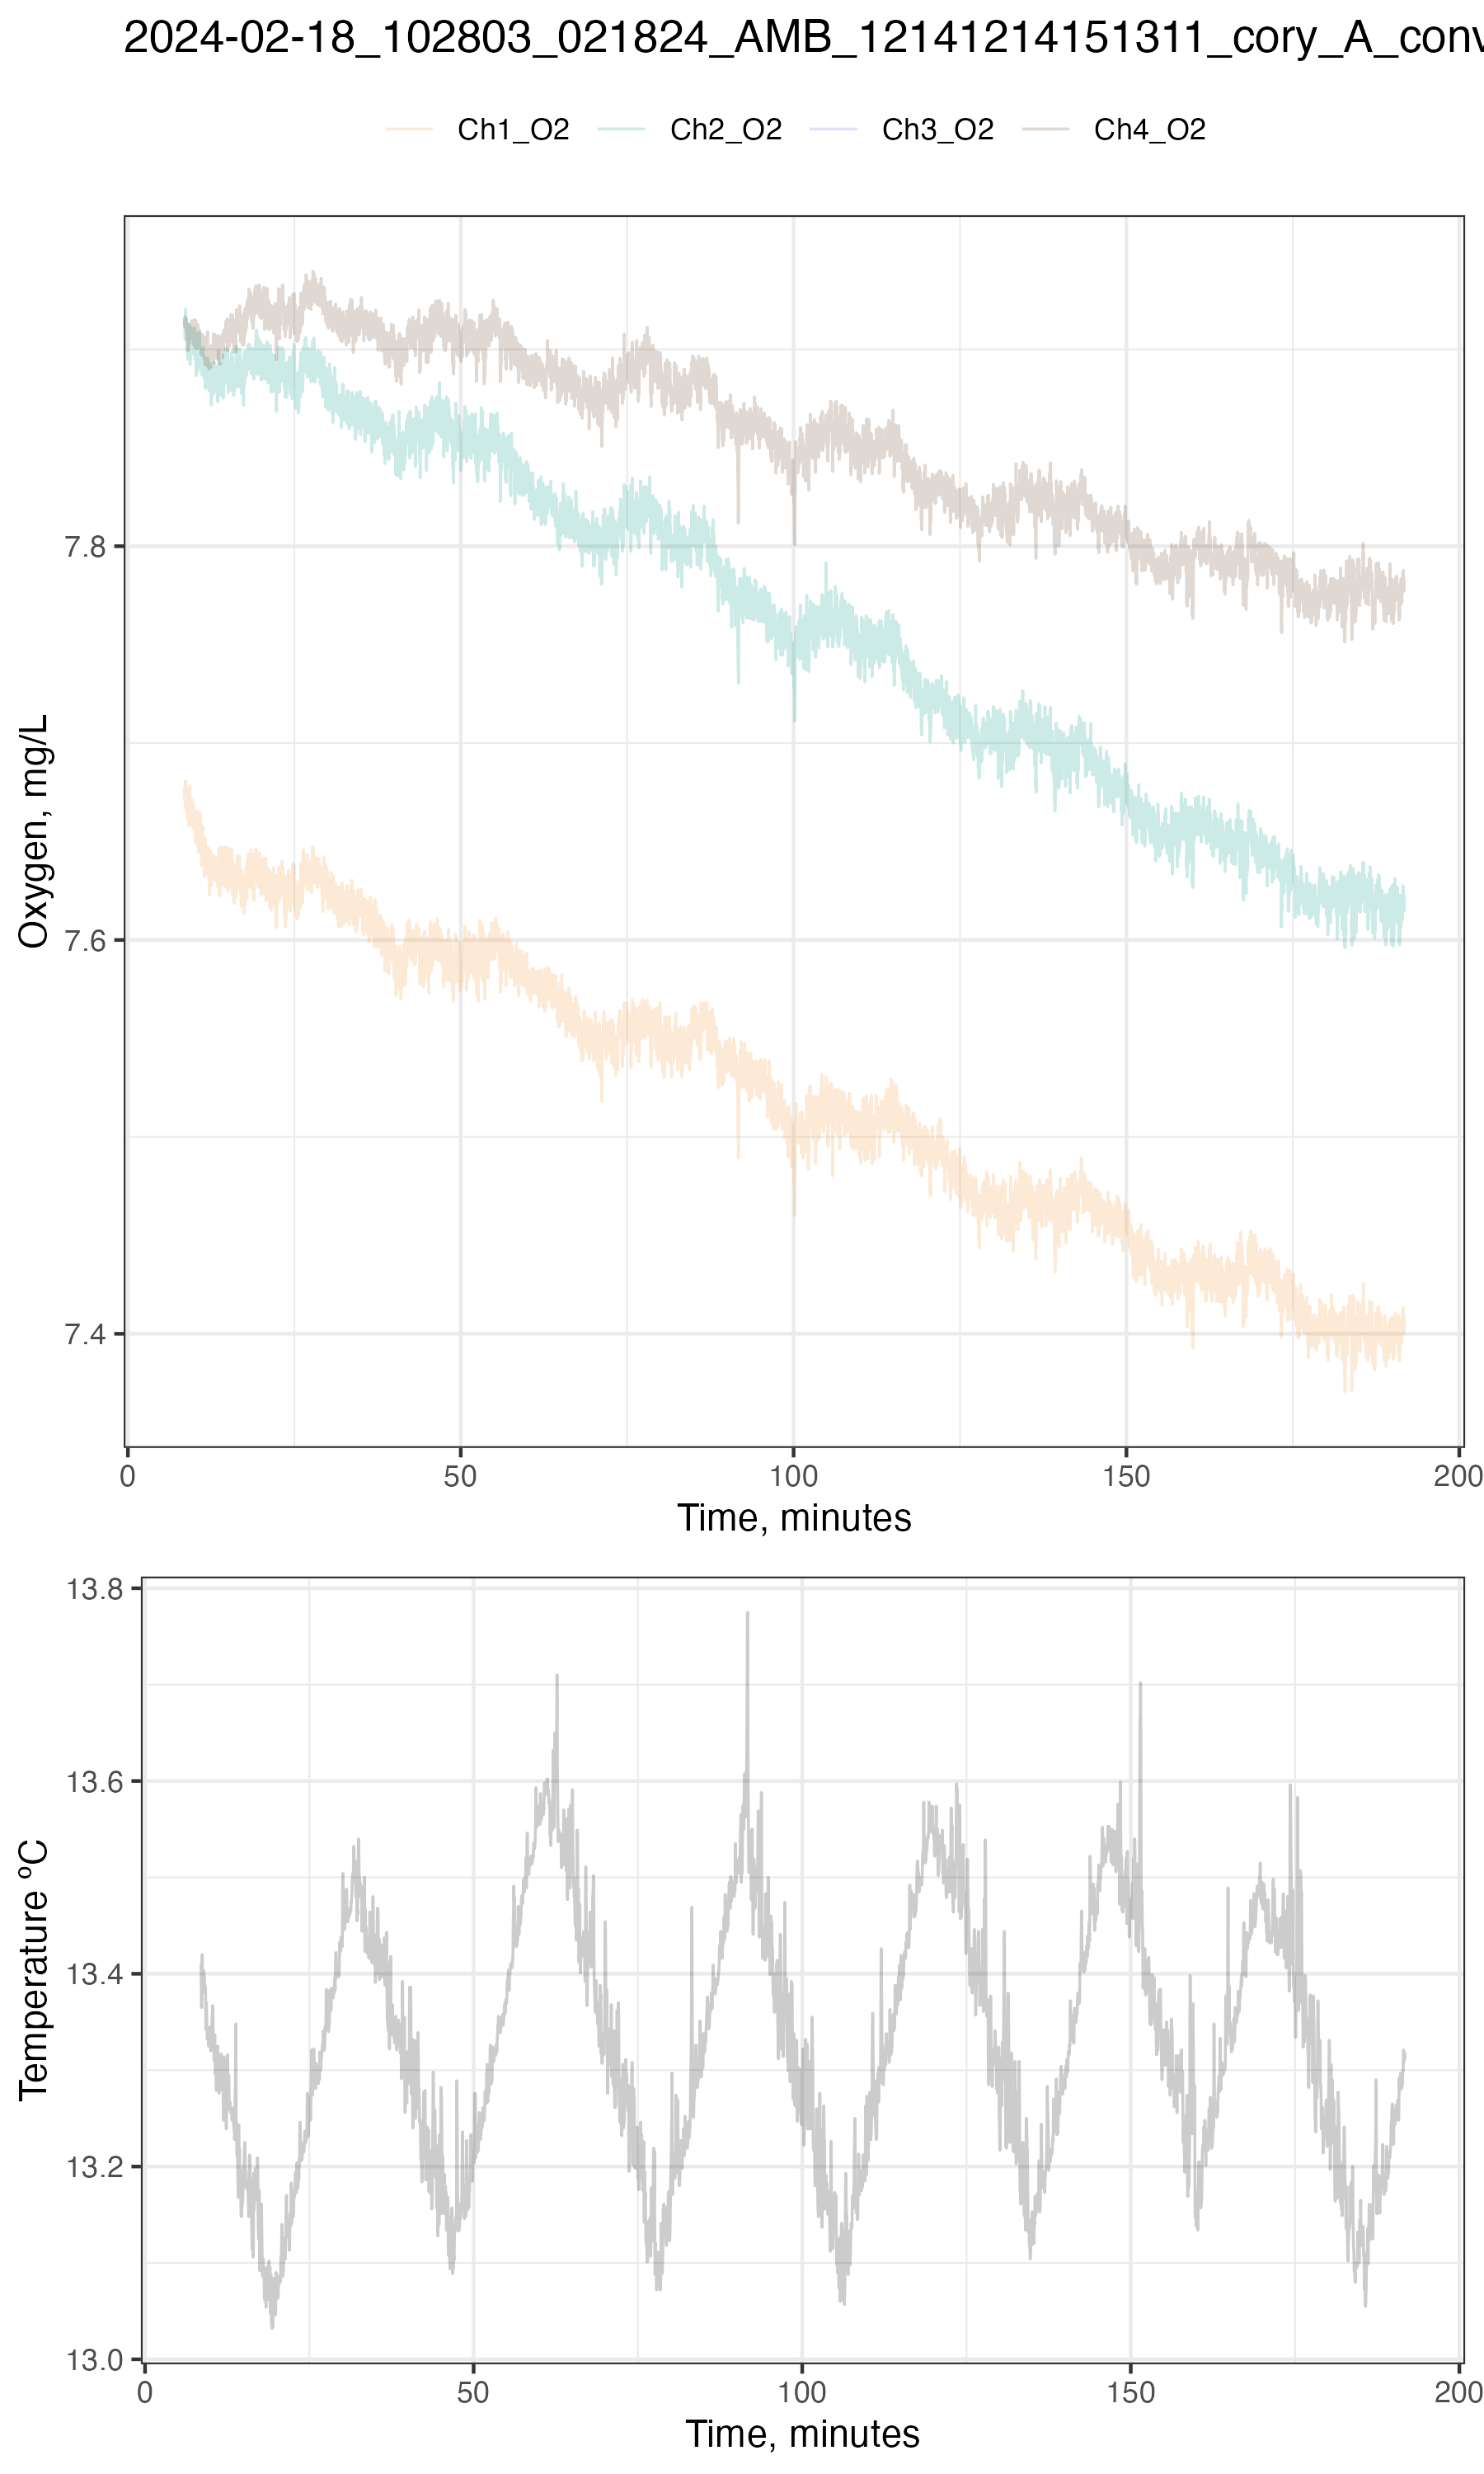 2024-02-18_102803_021824_AMB_12141214151311_cory_A_conv
Ch1_O2 Ch2_O2 Ch3_O2 Ch4_O2
Oxygen, mg/L
7.8
7.6
7.4
0 50 100 150 200
Time, minutes
Temperature ºC
13.8
13.6
13.4
13.2
13.0
0 50 100 150 200
Time, minutes